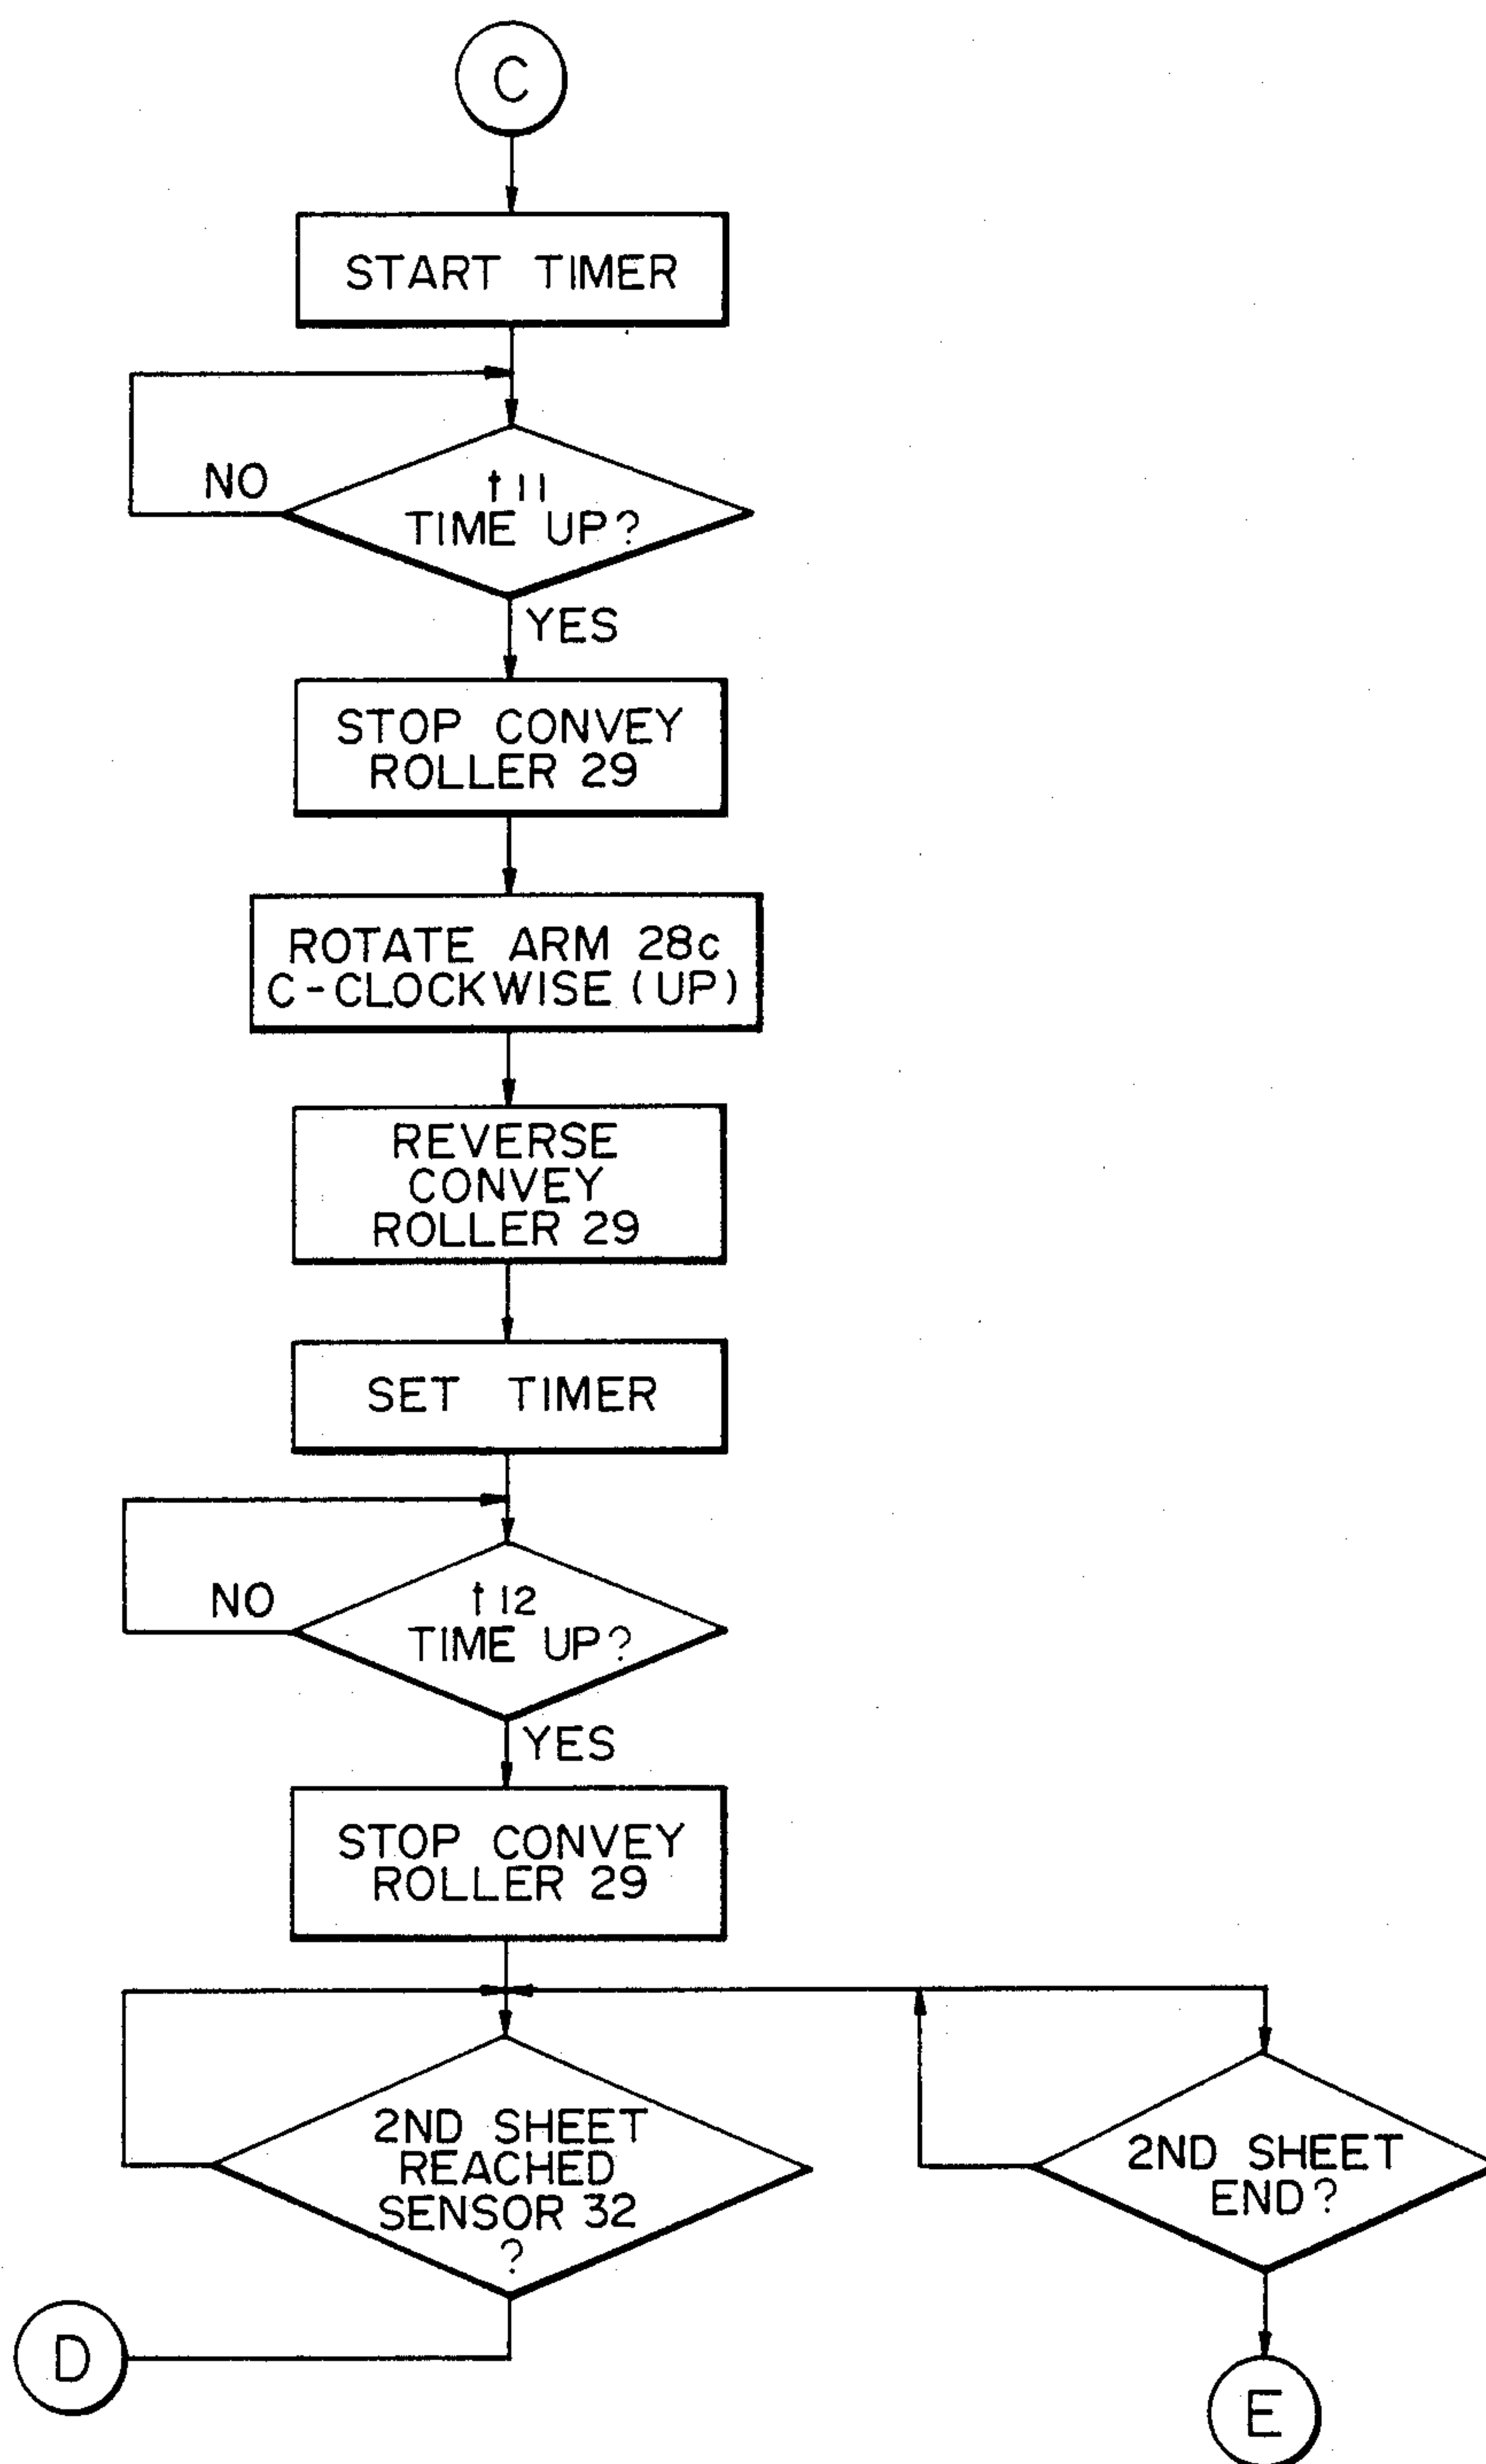 C
START TIMER
NO
t11
TIME UP?
YES
STOP CONVEY
ROLLER 29
ROTATE ARM 28c
C-CLOCKWISE (UP)
REVERSE
CONVEY
ROLLER 29
SET TIMER
NO
t12
TIME UP?
YES
STOP CONVEY
ROLLER 29
2ND SHEET
REACHED
SENSOR 32
?
2ND SHEET
END?
D
E